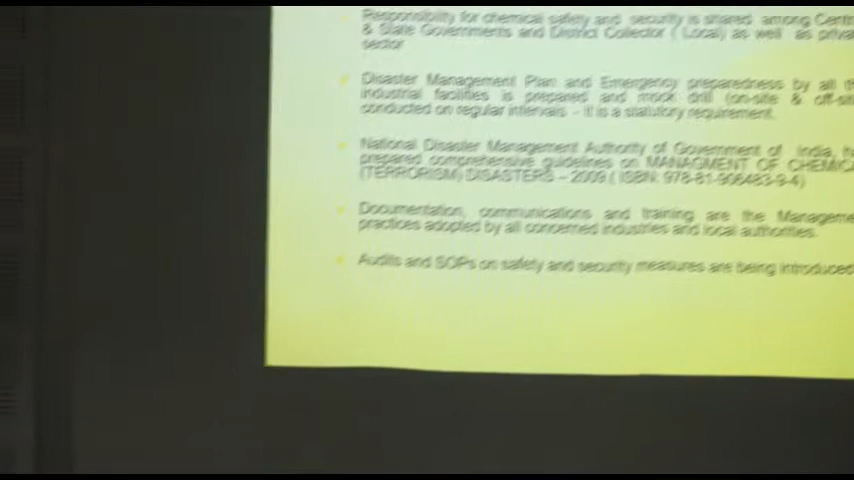 Responsibility for chemical safety and security is shared among Centr
& State Governments and District Collector ( Local) as well as priva
sector
Disaster Management Plan and Emergency preparedness by all th
industrial facilities is prepared and mock drill (on-site & off-sit
conducted on regular intervals - It is a statutory requirement.
National Disaster Management Authority of Government of India, h
prepared comprehensive guidelines on MANAGMENT OF CHEMICA
(TERRORISM) DISASTERS – 2009 ( ISBN: 978-81-906483-9-4)
Documentation, communications and training are the Manageme
practices adopted by all concerned industries and local authorities.
Audits and SOPs on safety and security measures are being introduced